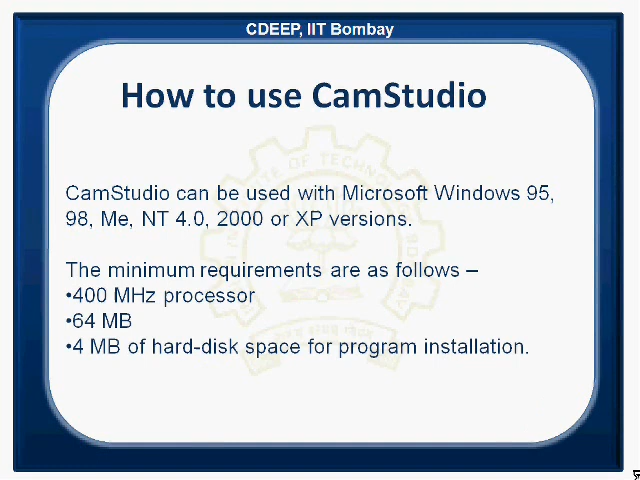 CDEEP, IIT Bombay
How to use CamStudio
CamStudio can be used with Microsoft Windows 95,
98, Me, NT 4.0, 2000 or XP versions.
The minimum requirements are as follows –
•400 MHz processor
•64 MB
•4 MB of hard-disk space for program installation.